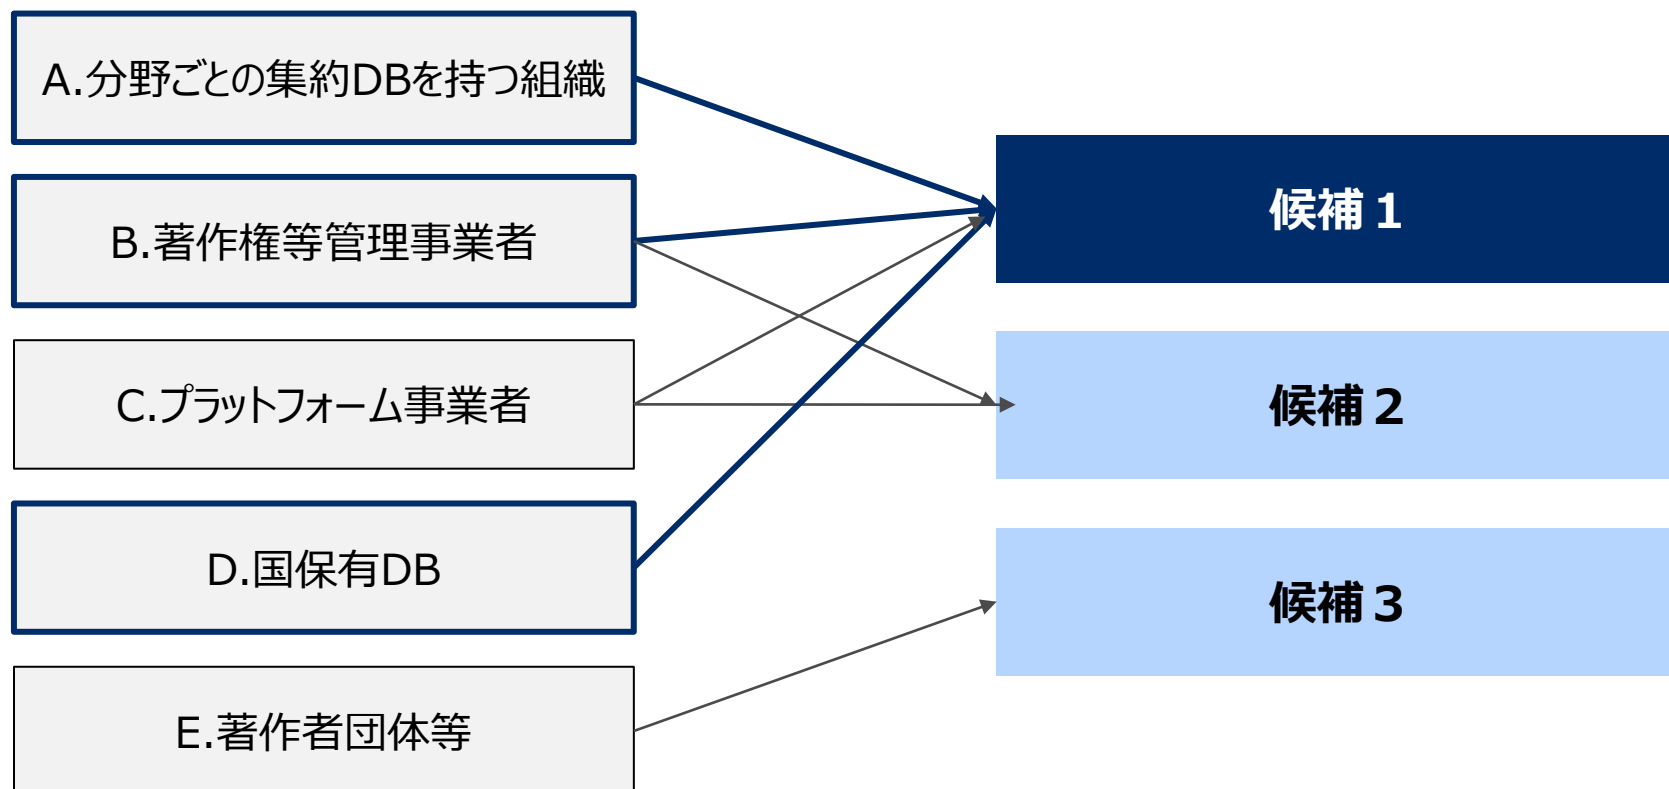 A.分野ごとの集約DBを持つ組織
B.著作権等管理事業者
C.プラットフォーム事業者
D.国保有DB
E.著作者団体等
候補１
候補２
候補３